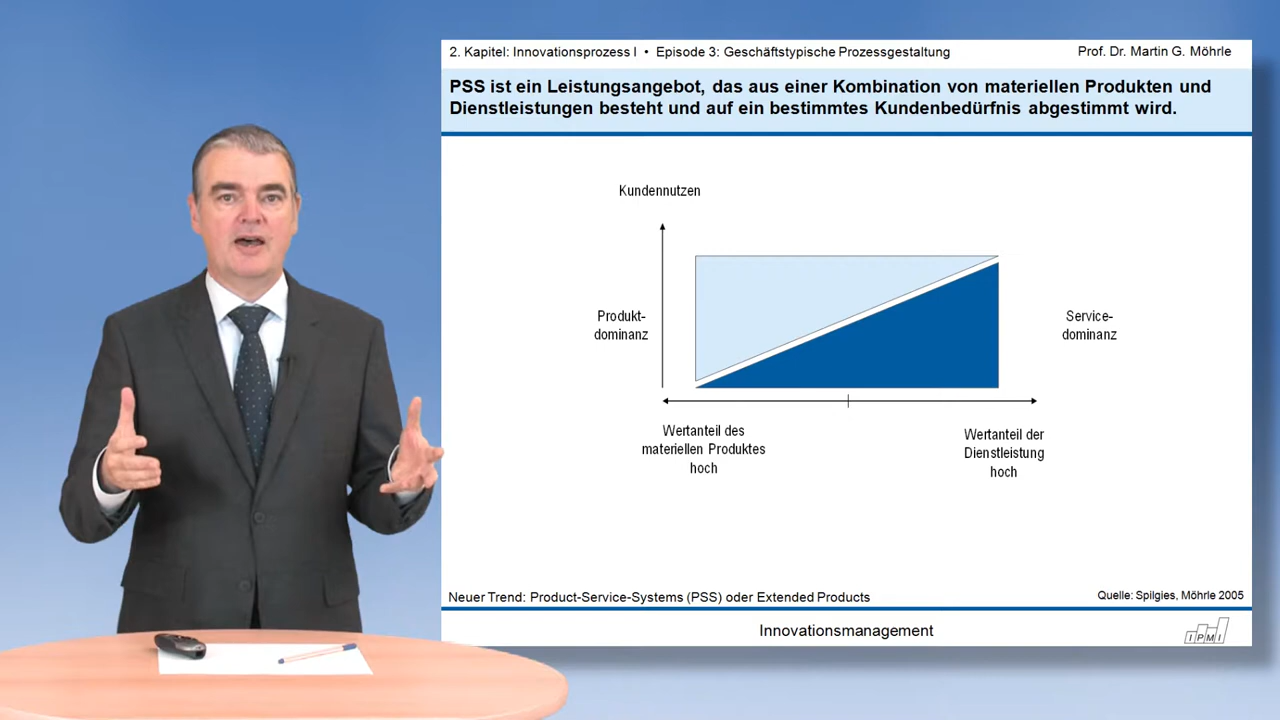 2. Kapitel: Innovationsprozess I • Episode 3: Geschäftstypische Prozessgestaltung
Prof. Dr. Martin G. Möhrle
PSS ist ein Leistungsangebot, das aus einer Kombination von materiellen Produkten und
Dienstleistungen besteht und auf ein bestimmtes Kundenbedürfnis abgestimmt wird.
Kundennutzen
Produkt-
dominanz
Service-
dominanz
Wertanteil des
materiellen Produktes
hoch
Wertanteil der
Dienstleistung
hoch
Neuer Trend: Product-Service-Systems (PSS) oder Extended Products
Quelle: Spilgies, Möhrle 2005
Innovationsmanagement
IPMI